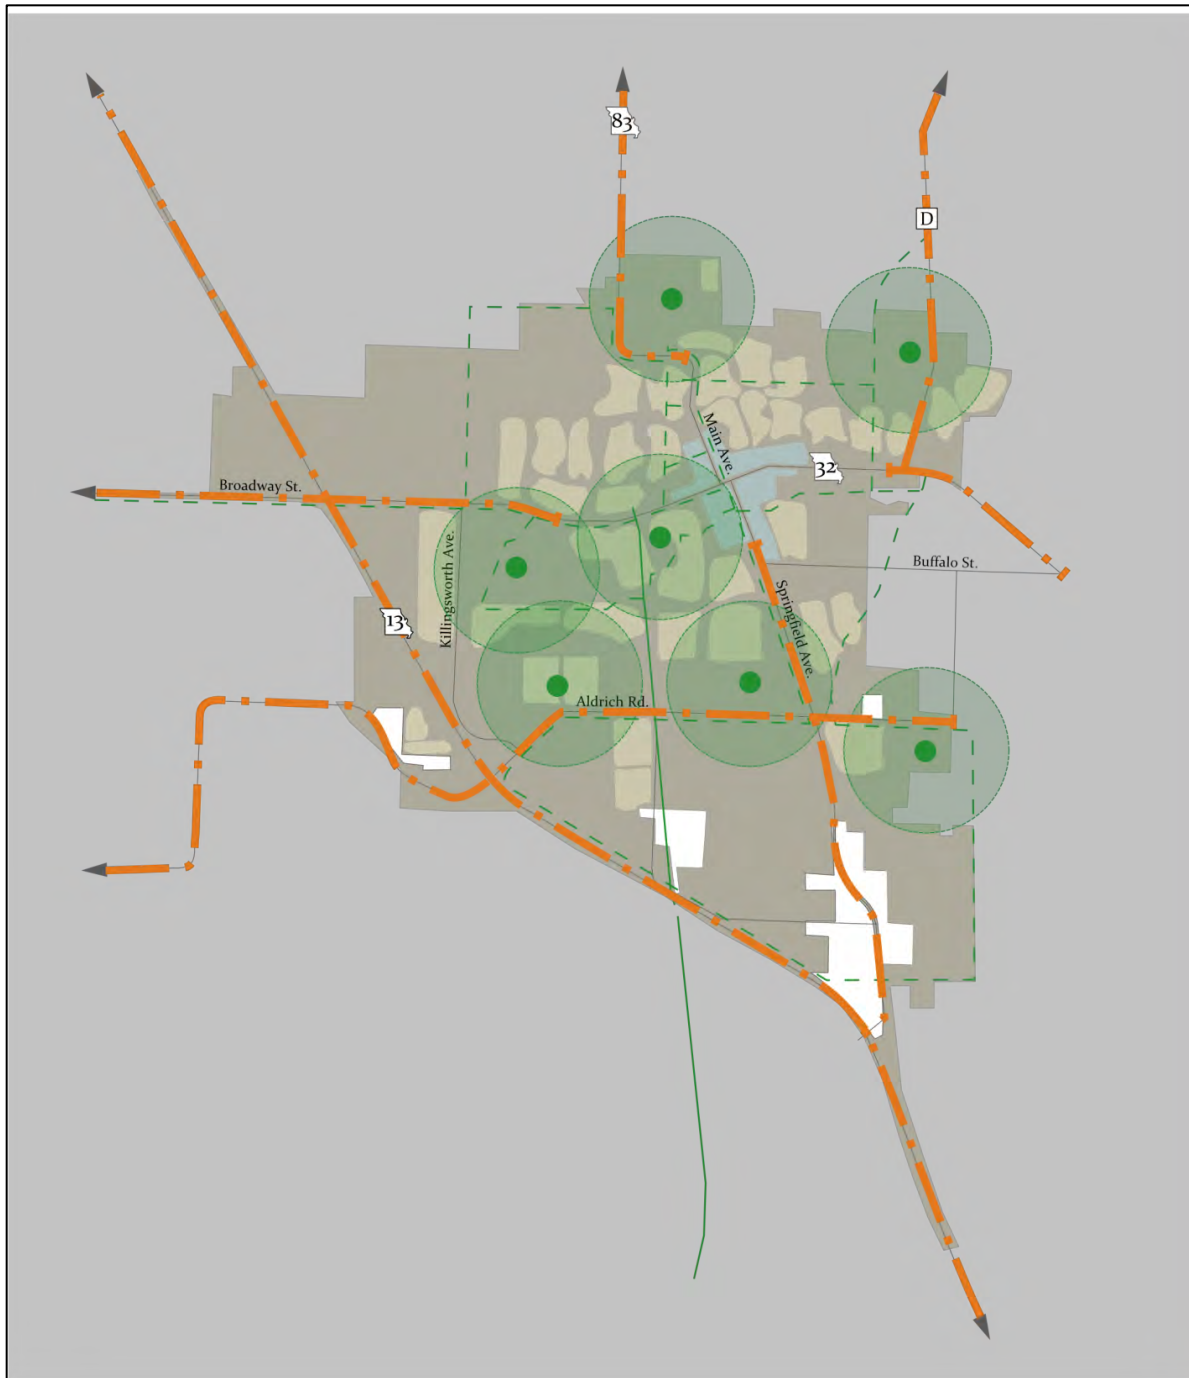 83
D
Main Ave.
32
Broadway St.
Killingsworth Ave.
Buffalo St.
Springfield Ave.
13
Aldrich Rd.